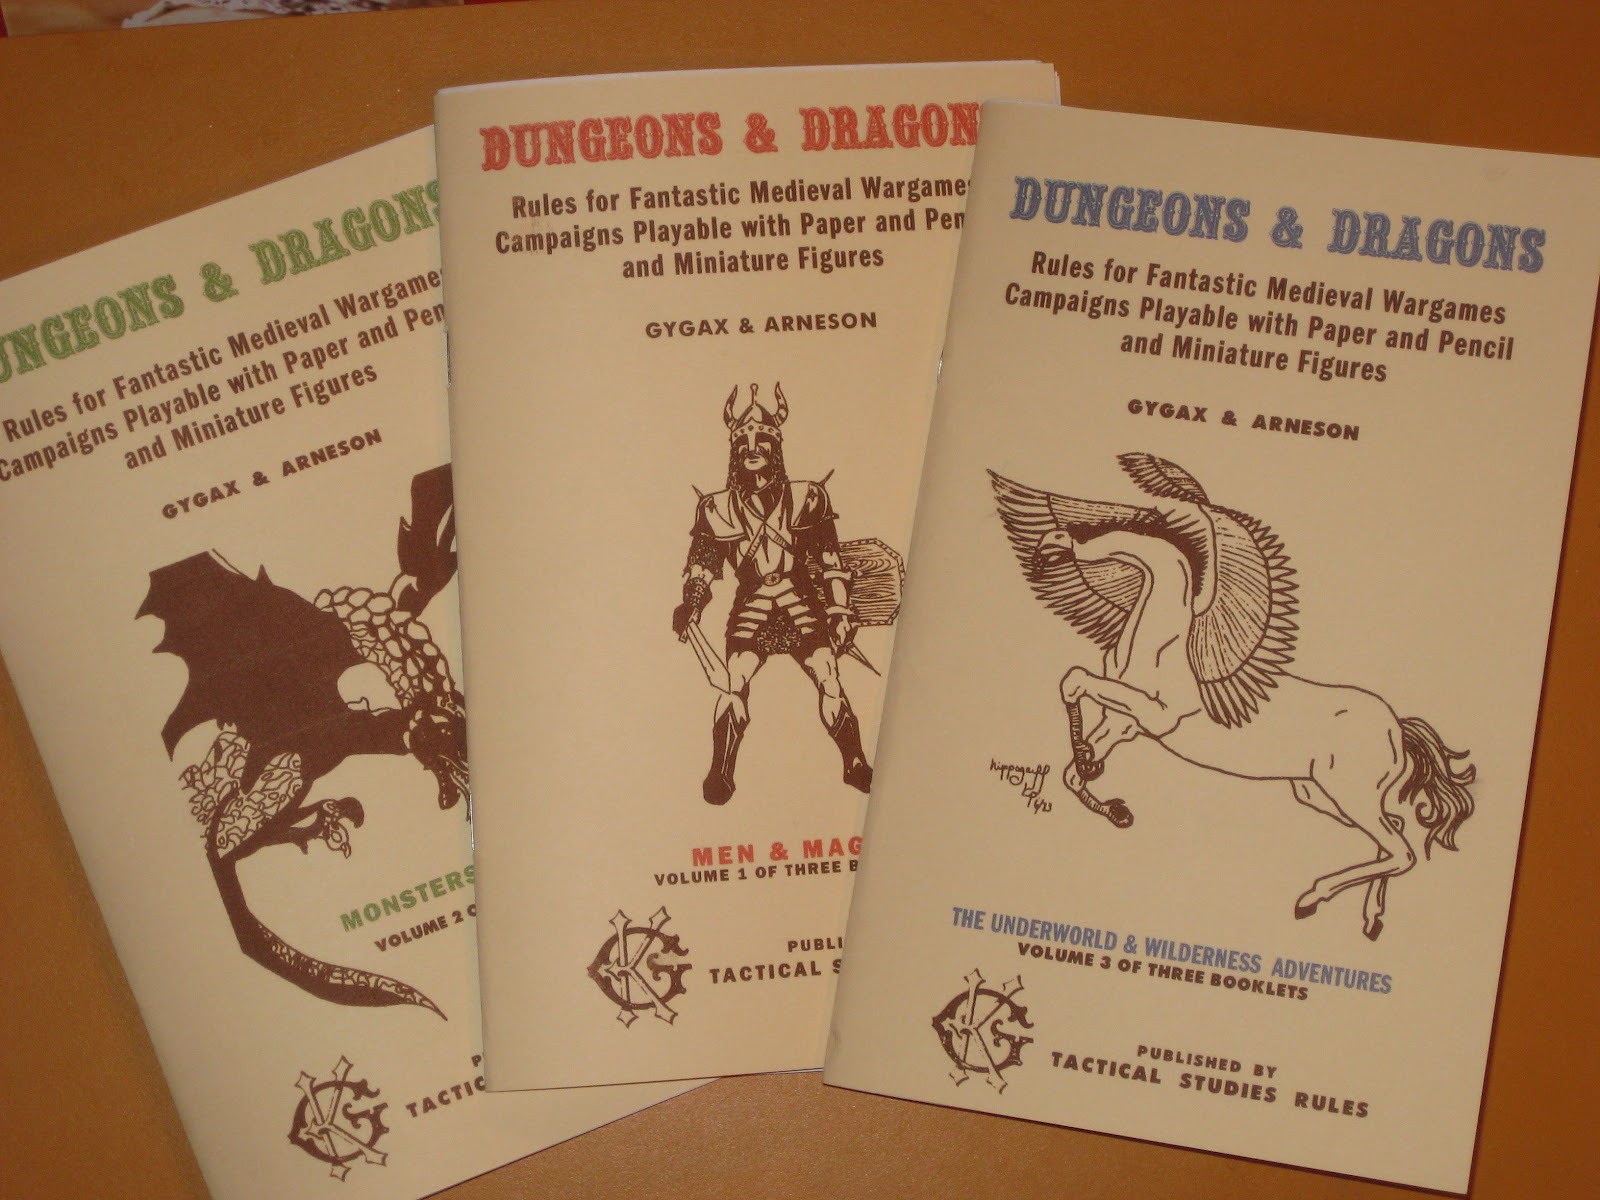 UNGEONS & DRAGONS
Rules for Fantastic Medieval Wargame
Campaigns Playable with Paper and Pen
and Miniature Figures
GYGAX & ARNESON
MONSTERS
VOLUME 2 O
P
TACTIC
DUNGEONS & DRAGON
Rules for Fantastic Medieval Wargames
Campaigns Playable with Paper and Pen
and Miniature Figures
GYGAX & ARNESON
MEN & MAG
VOLUME 1 OF THREE B
PUBLI
TACTICAL S
DUNGEONS & DRAGONS
Rules for Fantastic Medieval Wargames
Campaigns Playable with Paper and Pencil
and Miniature Figures
GYGAX & ARNESON
hippogriff
THE UNDERWORLD & WILDERNESS ADVENTURES
VOLUME 3 OF THREE BOOKLETS
PUBLISHED BY
TACTICAL STUDIES RULES